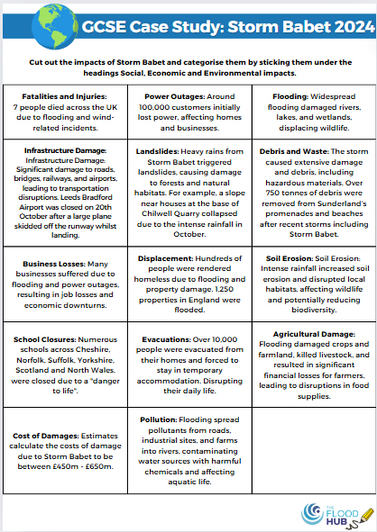 GCSE Case Study: Storm Babet 2024
Cut out the impacts of Storm Babet and categorise them by sticking them under the
headings Social, Economic and Environmental impacts.
Fatalities and Injuries:
7 people died across the UK
due to flooding and wind-
related incidents.
Power Outages: Around
100,000 customers initially
lost power, affecting homes
and businesses.
Flooding: Widespread
flooding damaged rivers,
lakes, and wetlands,
displacing wildlife.
Infrastructure Damage:
Infrastructure Damage:
Significant damage to roads,
bridges, railways, and airports,
leading to transportation
disruptions. Leeds Bradford
Airport was closed on 20th
October after a large plane
skidded off the runway whilst
landing.
Landslides: Heavy rains from
Storm Babet triggered
landslides, causing damage
to forests and natural
habitats. For example, a slope
near houses at the base of
Chilwell Quarry collapsed
due to the intense rainfall in
October.
Debris and Waste: The storm
caused extensive damage
and debris, including
hazardous materials. Over
750 tonnes of debris were
removed from Sunderland's
promenades and beaches
after recent storms including
Storm Babet.
Business Losses: Many
businesses suffered due to
flooding and power outages,
resulting in job losses and
economic downturns.
Displacement: Hundreds of
people were rendered
homeless due to flooding and
property damage. 1,250
properties in England were
flooded.
Soil Erosion: Soil Erosion:
Intense rainfall increased soil
erosion and disrupted local
habitats, affecting wildlife
and potentially reducing
biodiversity.
School Closures: Numerous
schools across Cheshire,
Norfolk, Suffolk, Yorkshire,
Scotland and North Wales,
were closed due to a "danger
to life".
Evacuations: Over 10,000
people were evacuated from
their homes and forced to
stay in temporary
accommodation. Disrupting
their daily life.
Agricultural Damage:
Flooding damaged crops and
farmland, killed livestock, and
resulted in significant
financial losses for farmers,
leading to disruptions in food
supplies.
Cost of Damages: Estimates
calculate the costs of damage
due to Storm Babet to be
between £450m - £650m.
Pollution: Flooding spread
pollutants from roads,
industrial sites, and farms
into rivers, contaminating
water sources with harmful
chemicals and affecting
aquatic life.
THE
FLOOD
HUB